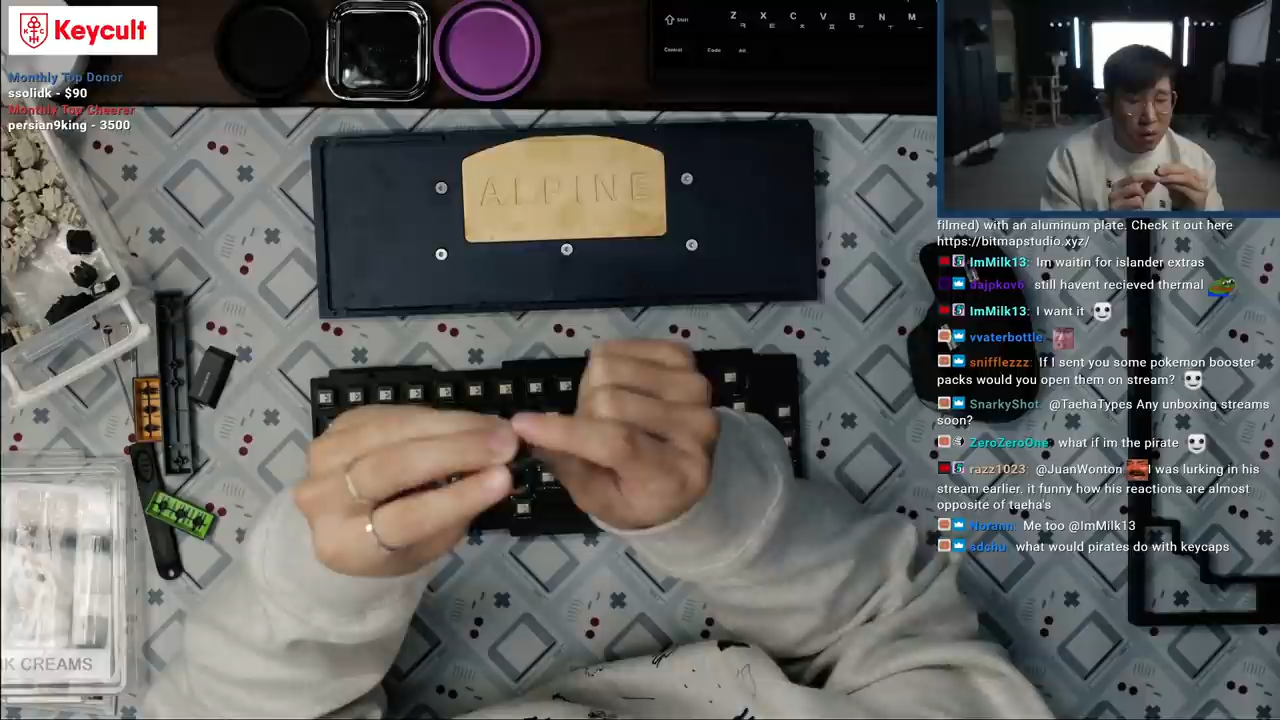 Keycult
Monthly Top Donor
ssolidk - $90
Monthly Top Cheerer
persian9king - 3500
Shift
Z X C V B N M
Control
Alt
ALPINE
filmed) with an aluminum plate. Check it out here
https://bitmapstudio.xyz/
ImMilk13: Im waitin for islander extras
still havent recieved thermal
ImMilk13: I want it
vvaterbottle:
snifflezzz: If I sent you some pokemon booster
packs would you open them on stream?
SnarkyShot: @TaehaTypes Any unboxing streams
soon?
ZeroZeroOne: what if im the pirate
razz1023: @JuanWonton I was lurking in his
stream earlier. it funny how his reactions are almost
opposite of taeha's
Norann: Me too @ImMilk13
sdchu: what would pirates do with keycaps
CREAMS